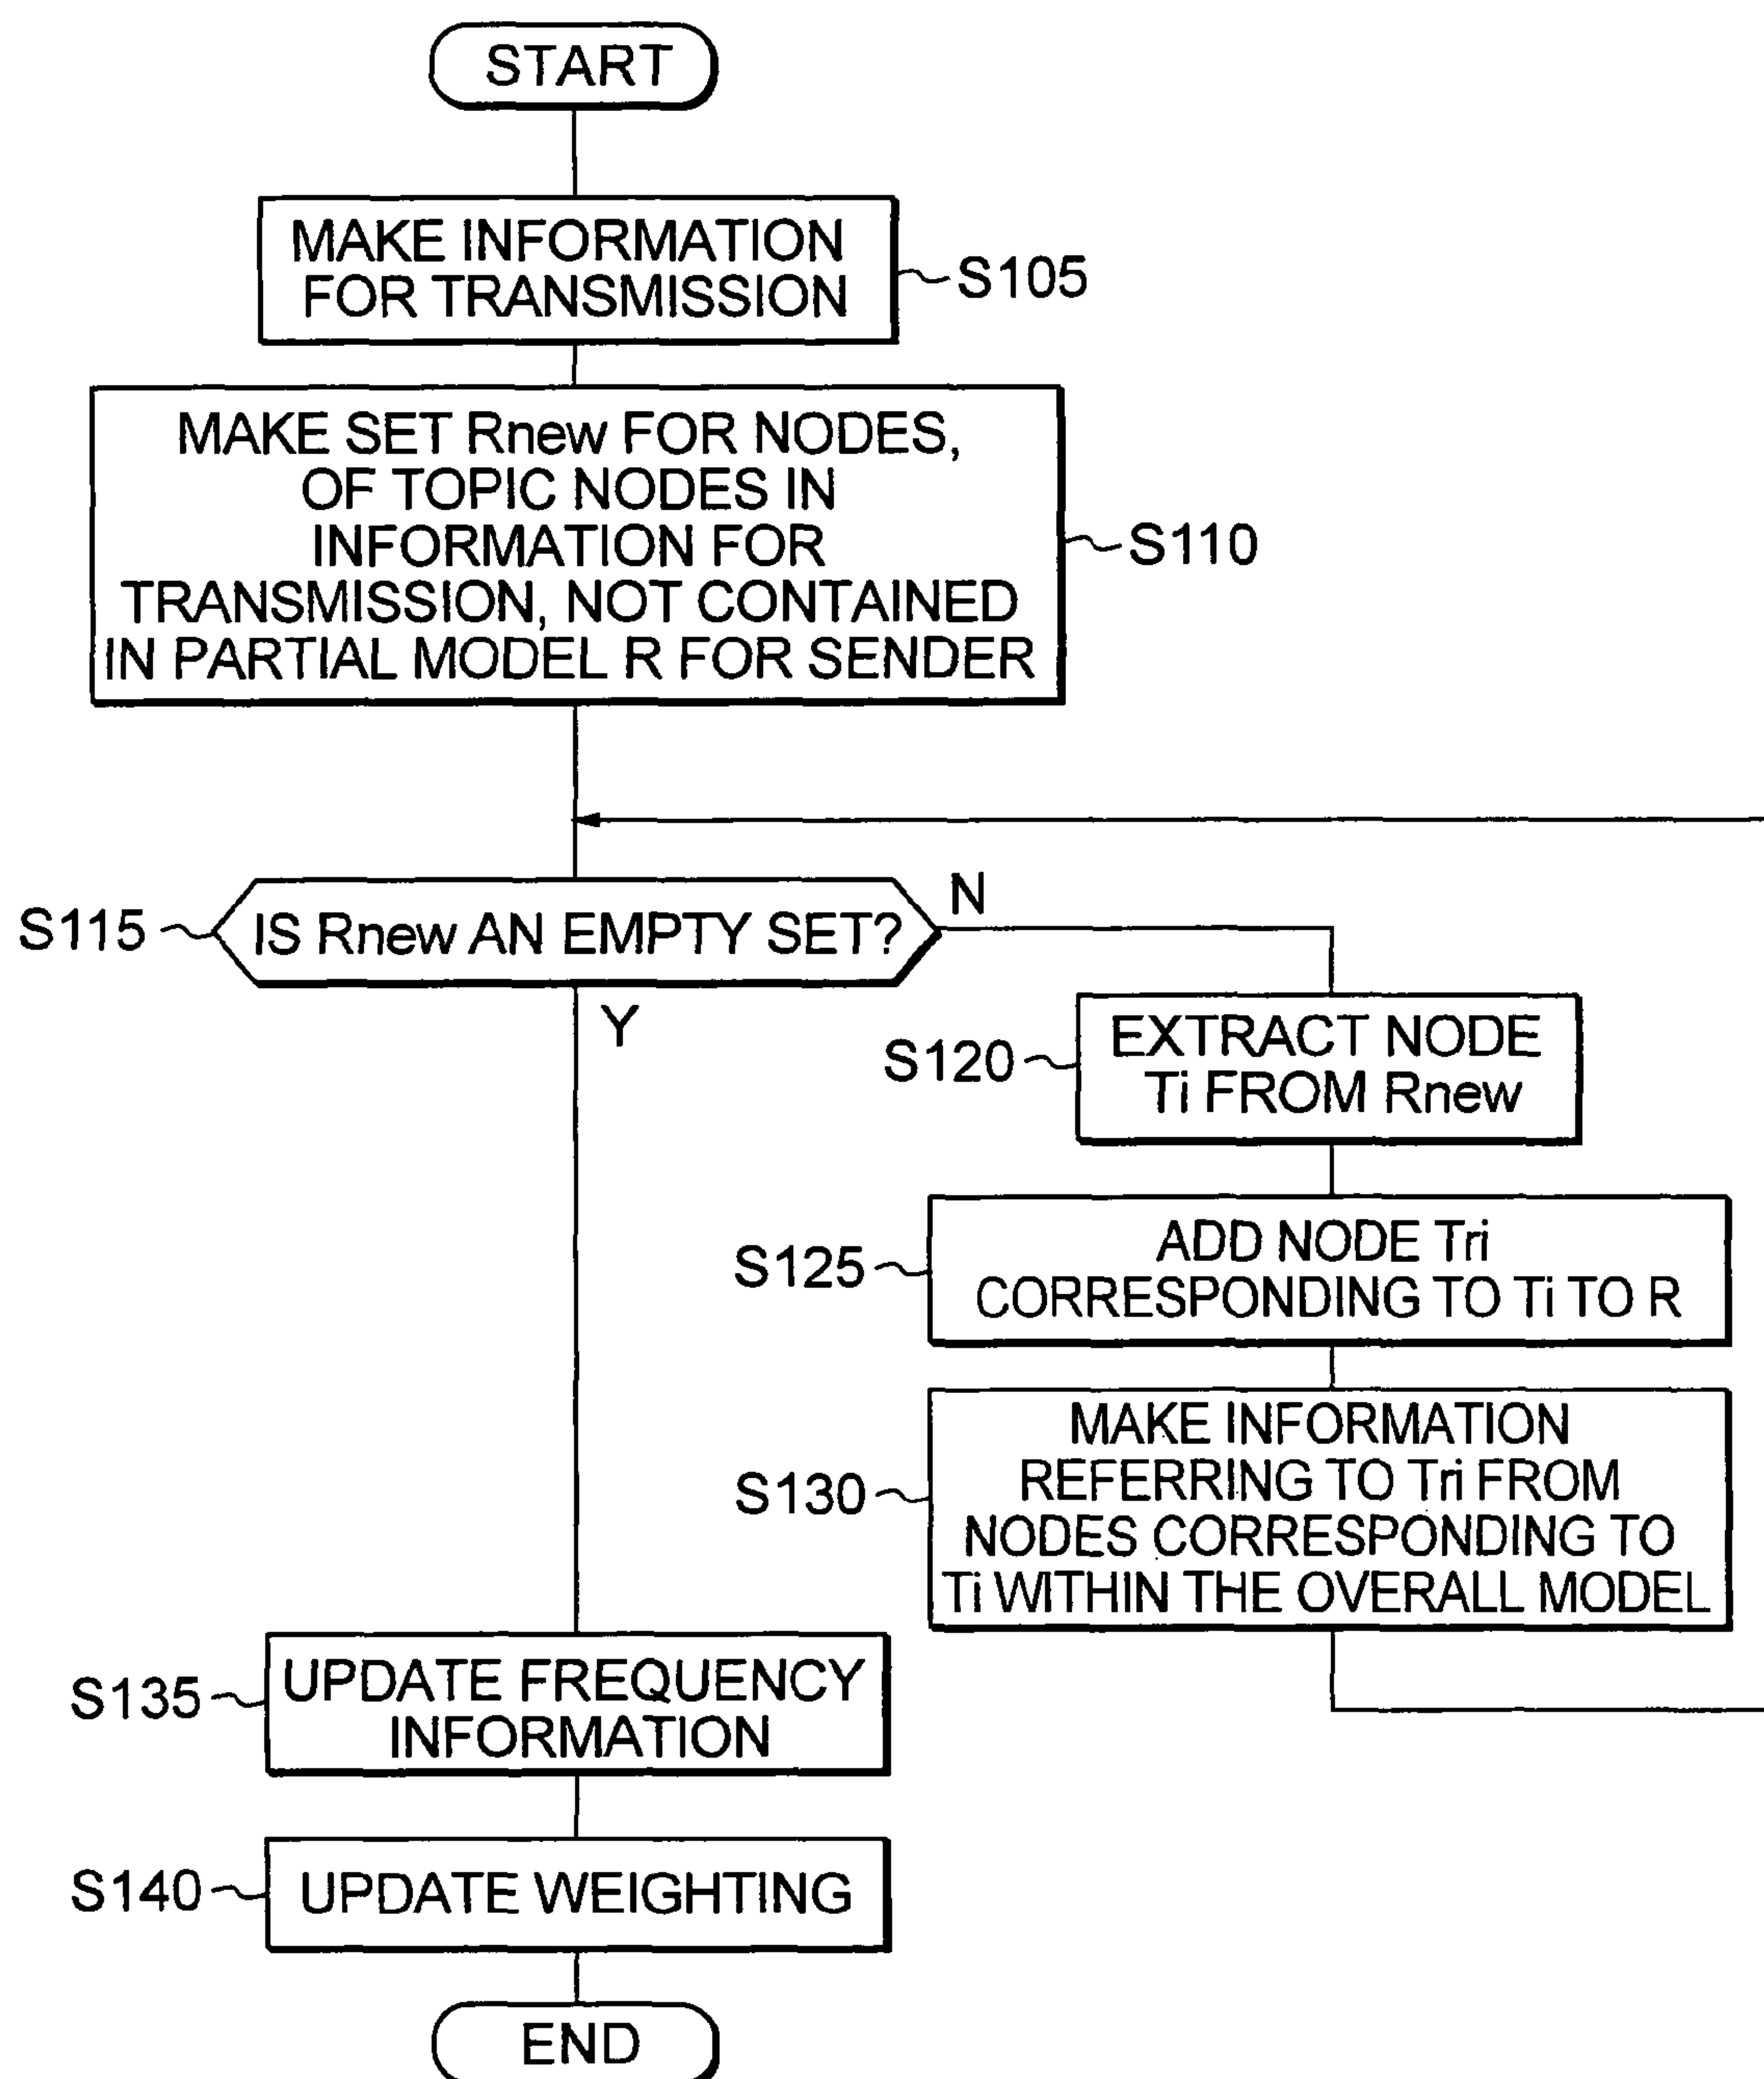 START
MAKE INFORMATION
FOR TRANSMISSION
S105
MAKE SET Rnew FOR NODES,
OF TOPIC NODES IN
INFORMATION FOR
TRANSMISSION, NOT CONTAINED
IN PARTIAL MODEL R FOR SENDER
S110
S115
IS Rnew AN EMPTY SET?
N
Y
S120
EXTRACT NODE
Ti FROM Rnew
S125
ADD NODE Tri
CORRESPONDING TO Ti TO R
S130
MAKE INFORMATION
REFERRING TO Tri FROM
NODES CORRESPONDING TO
Ti WITHIN THE OVERALL MODEL
S135
UPDATE FREQUENCY
INFORMATION
S140
UPDATE WEIGHTING
END